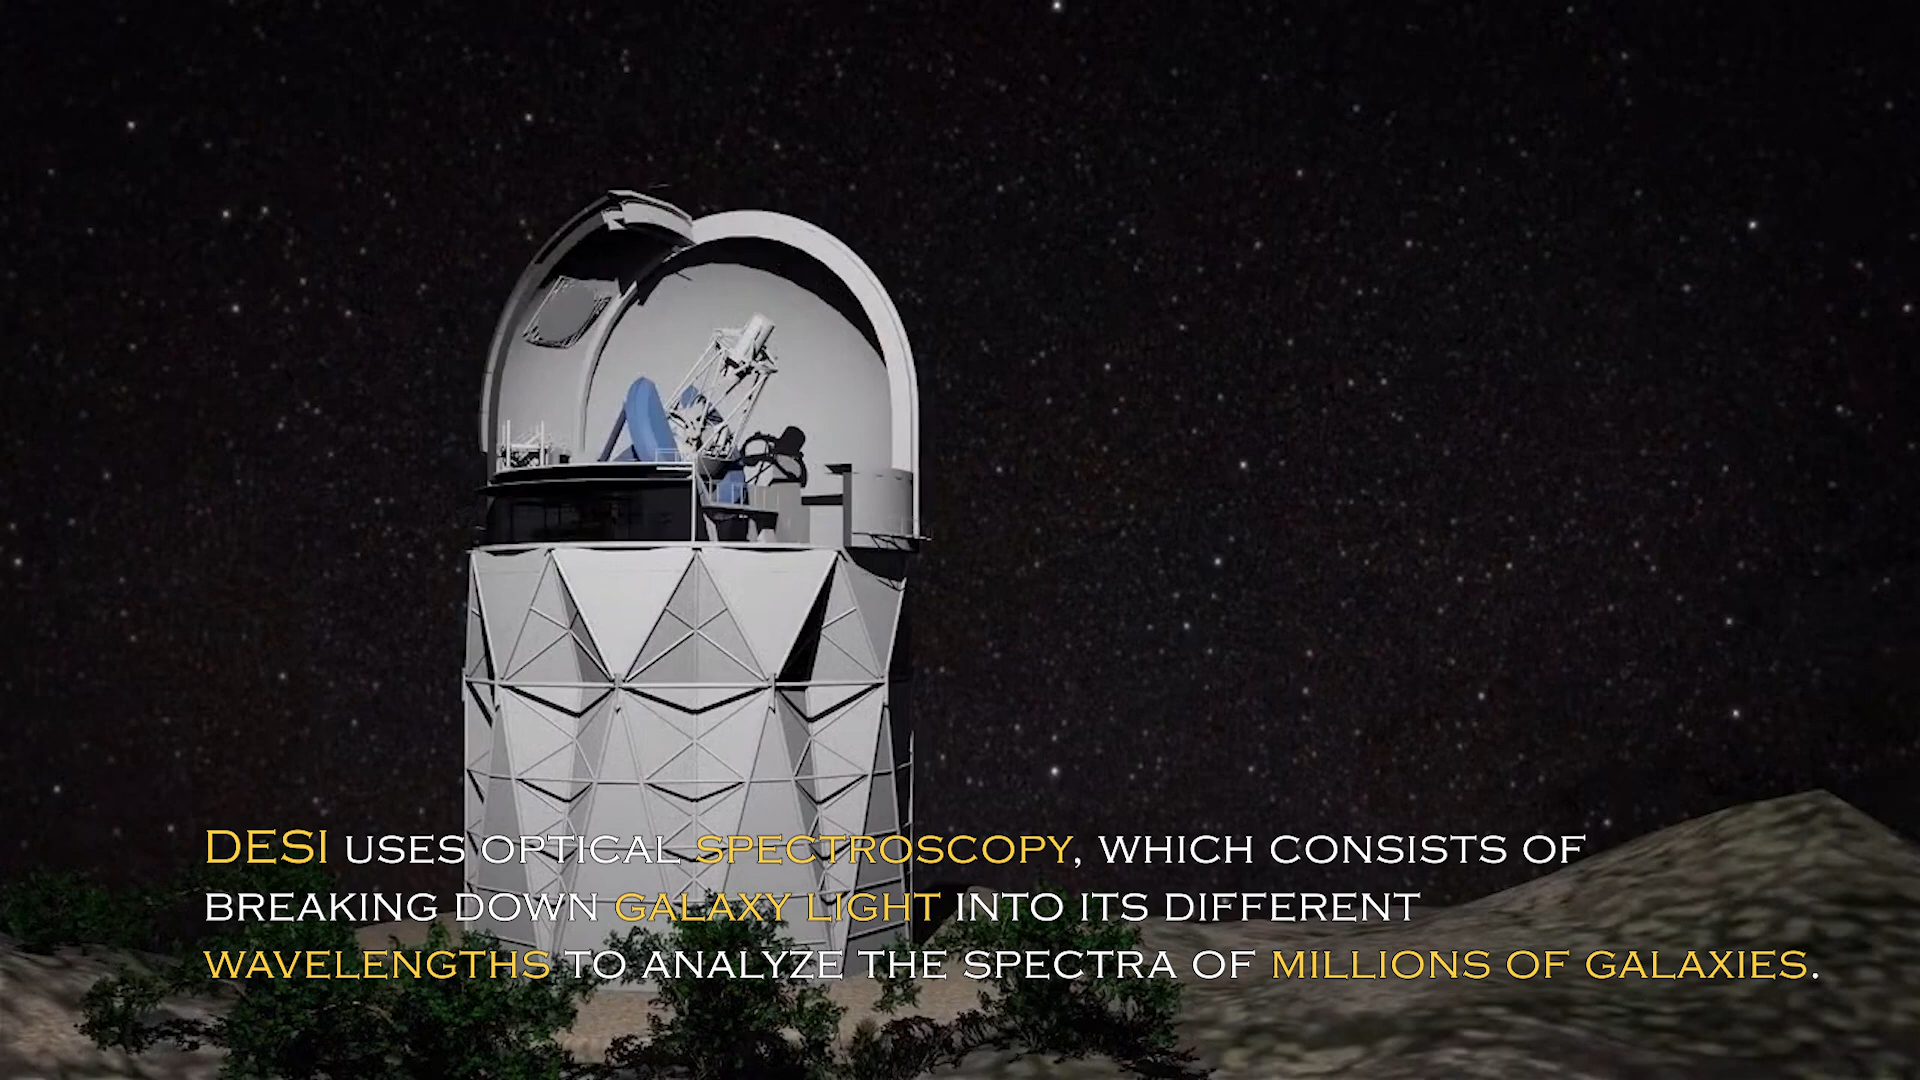 DESI USES OPTICAL SPECTROSCOPY, WHICH CONSISTS OF
BREAKING DOWN GALAXY LIGHT INTO ITS DIFFERENT
WAVELENGTHS TO ANALYZE THE SPECTRA OF MILLIONS OF GALAXIES.